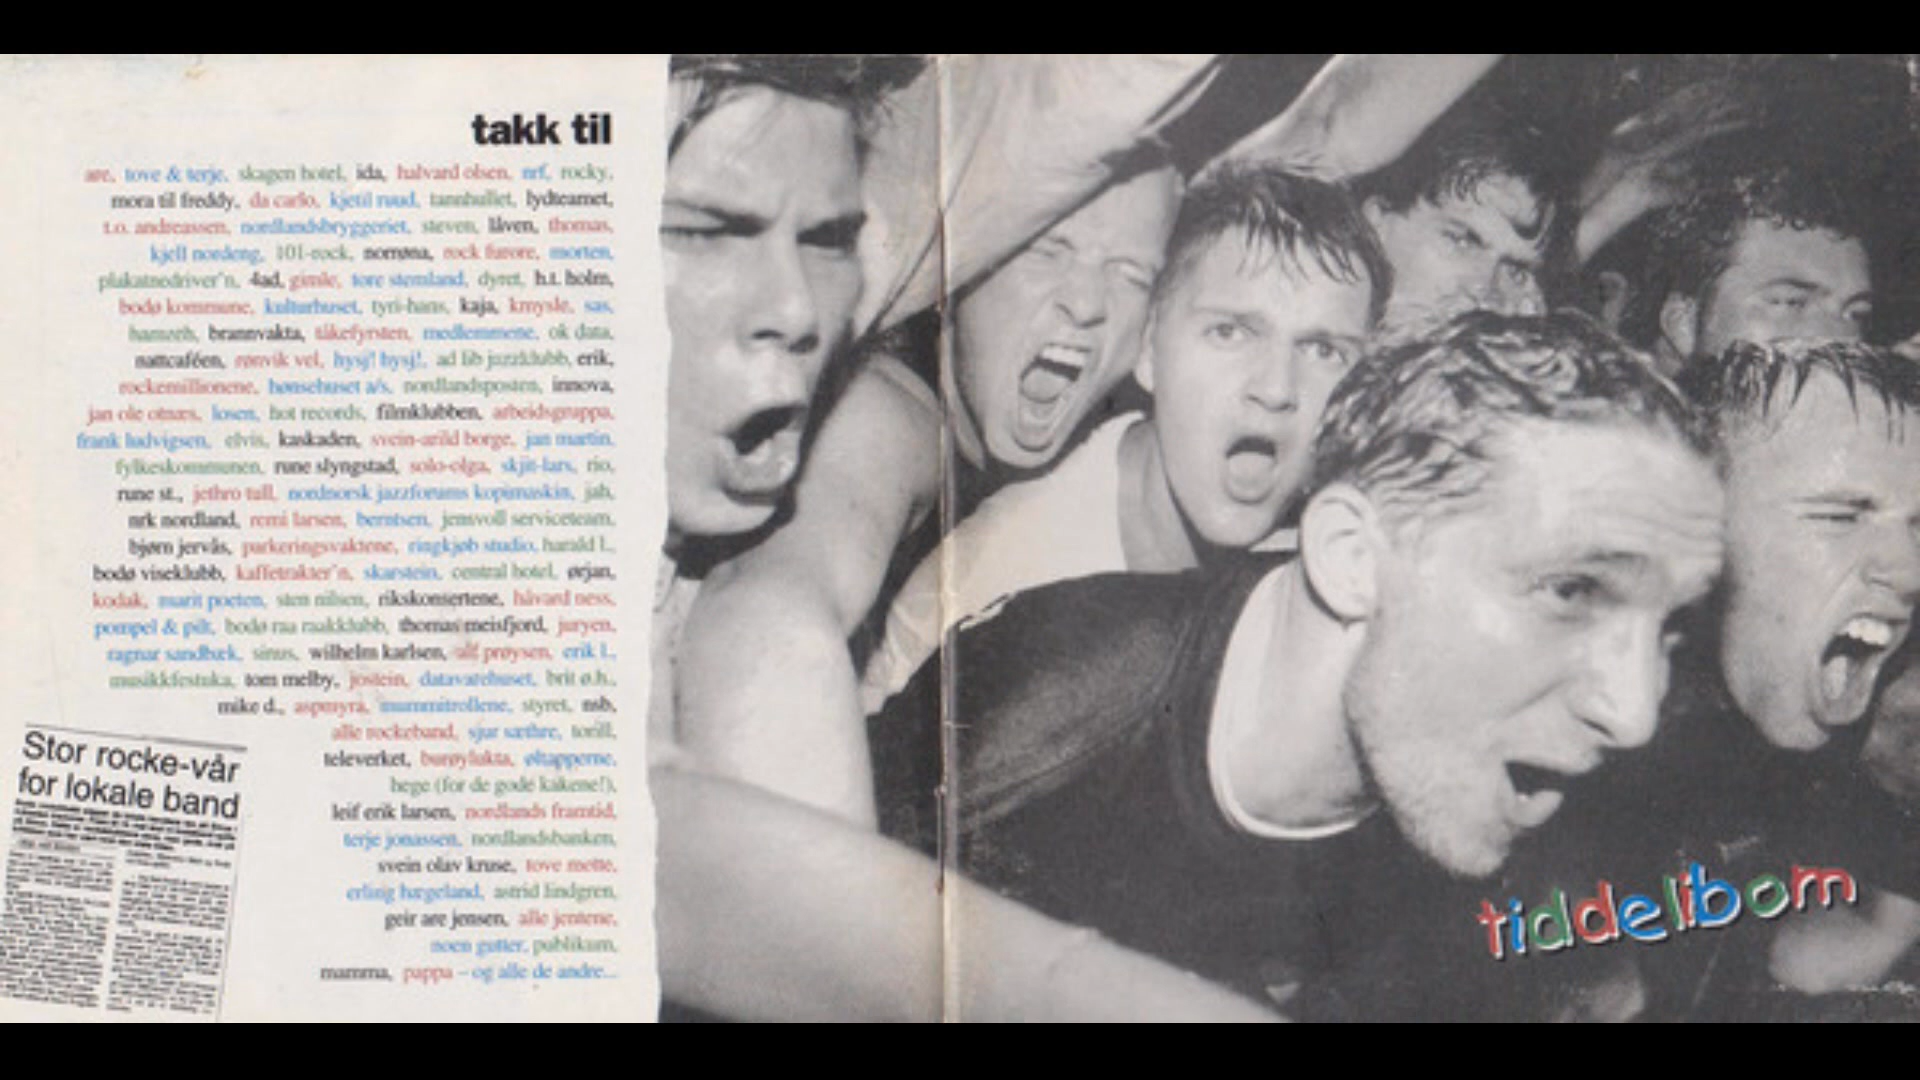 takk til
are, tove & terje, skagen hotel, ida, halvard olsen, nrf, rocky,
mora til freddy, da carlo, kjetil ruud, tannhullet, lydteamet,
t.o. andreassen, nordlandsbryggeriet, steven, låven, thomas,
kjell nordeng, 101-rock, norrøna, rock furore, morten,
plakatnedriver'n, 4ad, gimle, tore stemland, dyret, h.t. holm,
bodø kommune, kulturhuset, tyri-hans, kaja, kmysle, sas,
hamzeh, brannvakta, tåkefyrsten, medlemmene, ok data,
nattcaféen, rønvik vel, hysj! hysj!, ad lib jazzklubb, erik,
rockemillionene, hønsehuset a/s, nordlandsposten, innova,
jan ole otnæs, losen, hot records, filmklubben, arbeidsgruppa,
frank ludvigsen, elvis, kaskaden, svein-arild borge, jan martin,
fylkeskommunen, rune slyngstad, solo-olga, skjit-lars, rio,
rune st., jethro tull, nordnorsk jazzforums kopimaskin, jah,
nrk nordland, remi larsen, berntsen, jensvoll serviceteam,
bjørn jervås, parkeringsvaktene, ringkjøb studio, harald l.,
bodø viseklubb, kaffetrakter'n, skarstein, central hotel, ørjan,
kodak, marit poeten, sten nilsen, rikskonsertene, håvard ness,
pompel & pilt, bodø raa raakklubb, thomas meisfjord, juryen,
ragnar sandbæk, sinus, wilhelm karlsen, alf prøysen, erik l.,
musikkfestuka, tom melby, jostein, datavarehuset, brit ø.h.,
mike d., aspmyra, mummitrollene, styret, nsb,
alle rockeband, sjur sæthre, torill,
televerket, burøylukta, øltapperne,
hege (for de gode kakene!),
leif erik larsen, nordlands framtid,
terje jonassen, nordlandsbanken,
svein olav kruse, tove mette,
erling hægeland, astrid lindgren,
geir are jensen, alle jentene,
noen gutter, publikum,
mamma, pappa – og alle de andre...
Stor rocke-vår
for lokale band
tiddelibom